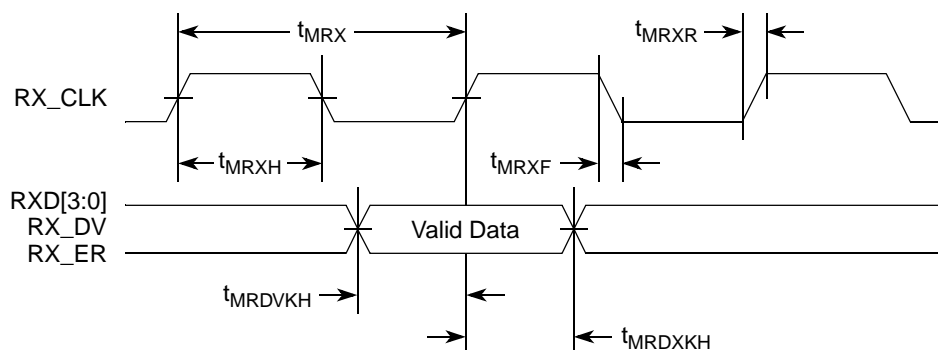 tMRX
tMRXR
RX_CLK
tMRXH
tMRXF
RXD[3:0]
RX_DV
Valid Data
RX_ER
tMRDVKH
tMRDXKH